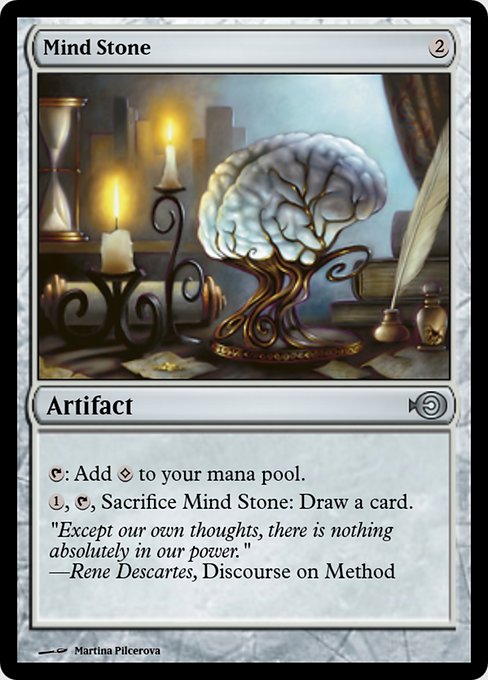 Mind Stone 2
Artifact
: Add to your mana pool.
1, , Sacrifice Mind Stone: Draw a card.
"Except our own thoughts, there is nothing
absolutely in our power."
—Rene Descartes, Discourse on Method
Martina Pilcerova